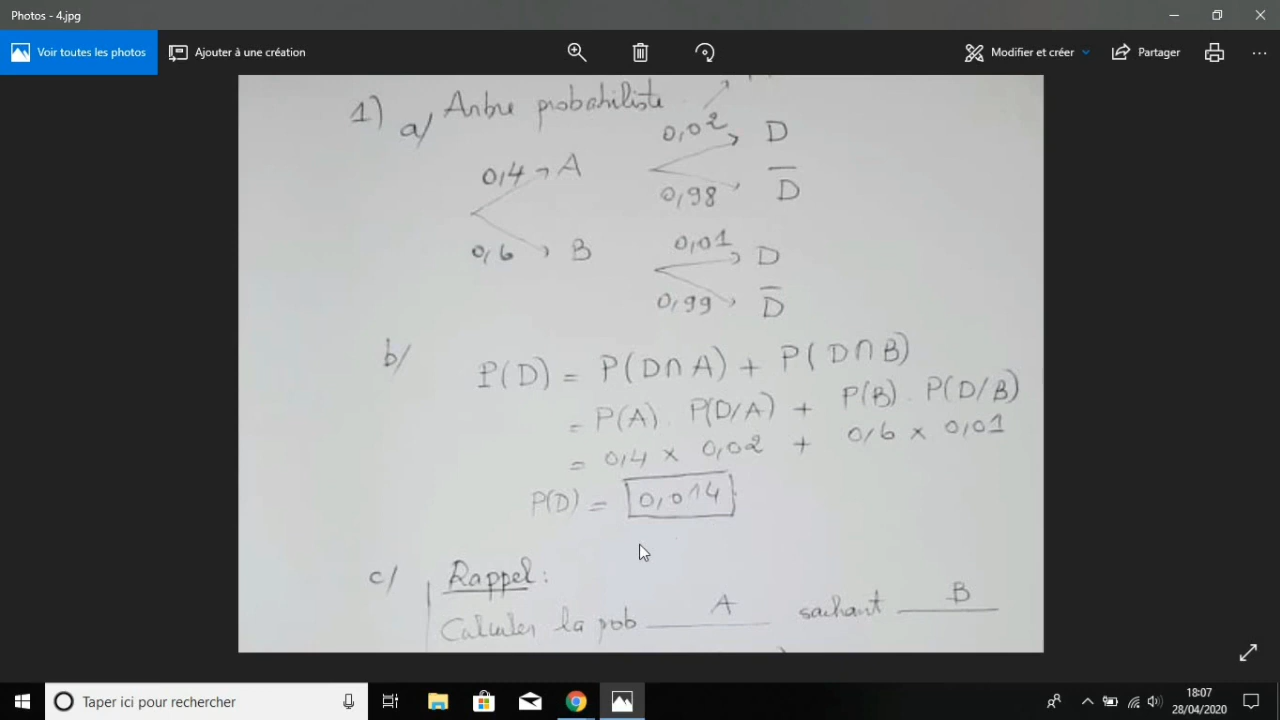 Photos - 4.jpg
Voir toutes les photos
Ajouter à une création
Modifier et créer
Partager
1) a/ Arbre probabiliste
0,02 D
0,4 A
0,98 D̅
0,6 B
0,01 D
0,99 D̅
b/ P(D) = P(D∩A) + P(D∩B)
= P(A). P(D/A) + P(B). P(D/B)
= 0,4 × 0,02 + 0,6 × 0,01
P(D) = 0,014
c/ Rappel:
Calculer la pob A sachant B
Taper ici pour rechercher
18:07
28/04/2020